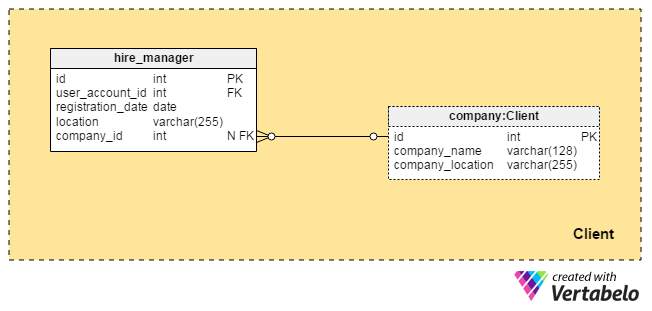 hire_manager
id int PK
user_account_id int FK
registration_date date
location varchar(255)
company_id int N FK
company:Client
id int PK
company_name varchar(128)
company_location varchar(255)
Client
created with
Vertabelo